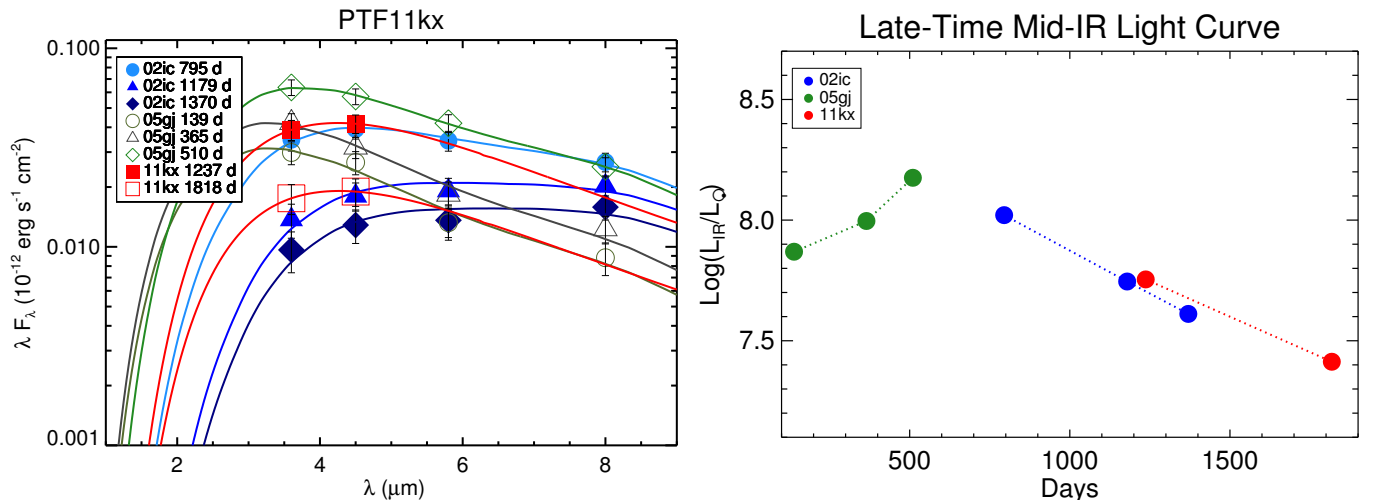 PTF11kx
0.100
0.010
0.001
λ Fλ (10⁻¹² erg s⁻¹ cm⁻²)
02ic 795 d
02ic 1179 d
02ic 1370 d
05gj 139 d
05gj 365 d
05gj 510 d
11kx 1237 d
11kx 1818 d
2 4 6 8
λ (μm)
Late-Time Mid-IR Light Curve
8.5
8.0
7.5
Log(L_IR/L_☉)
02ic
05gj
11kx
500 1000 1500
Days